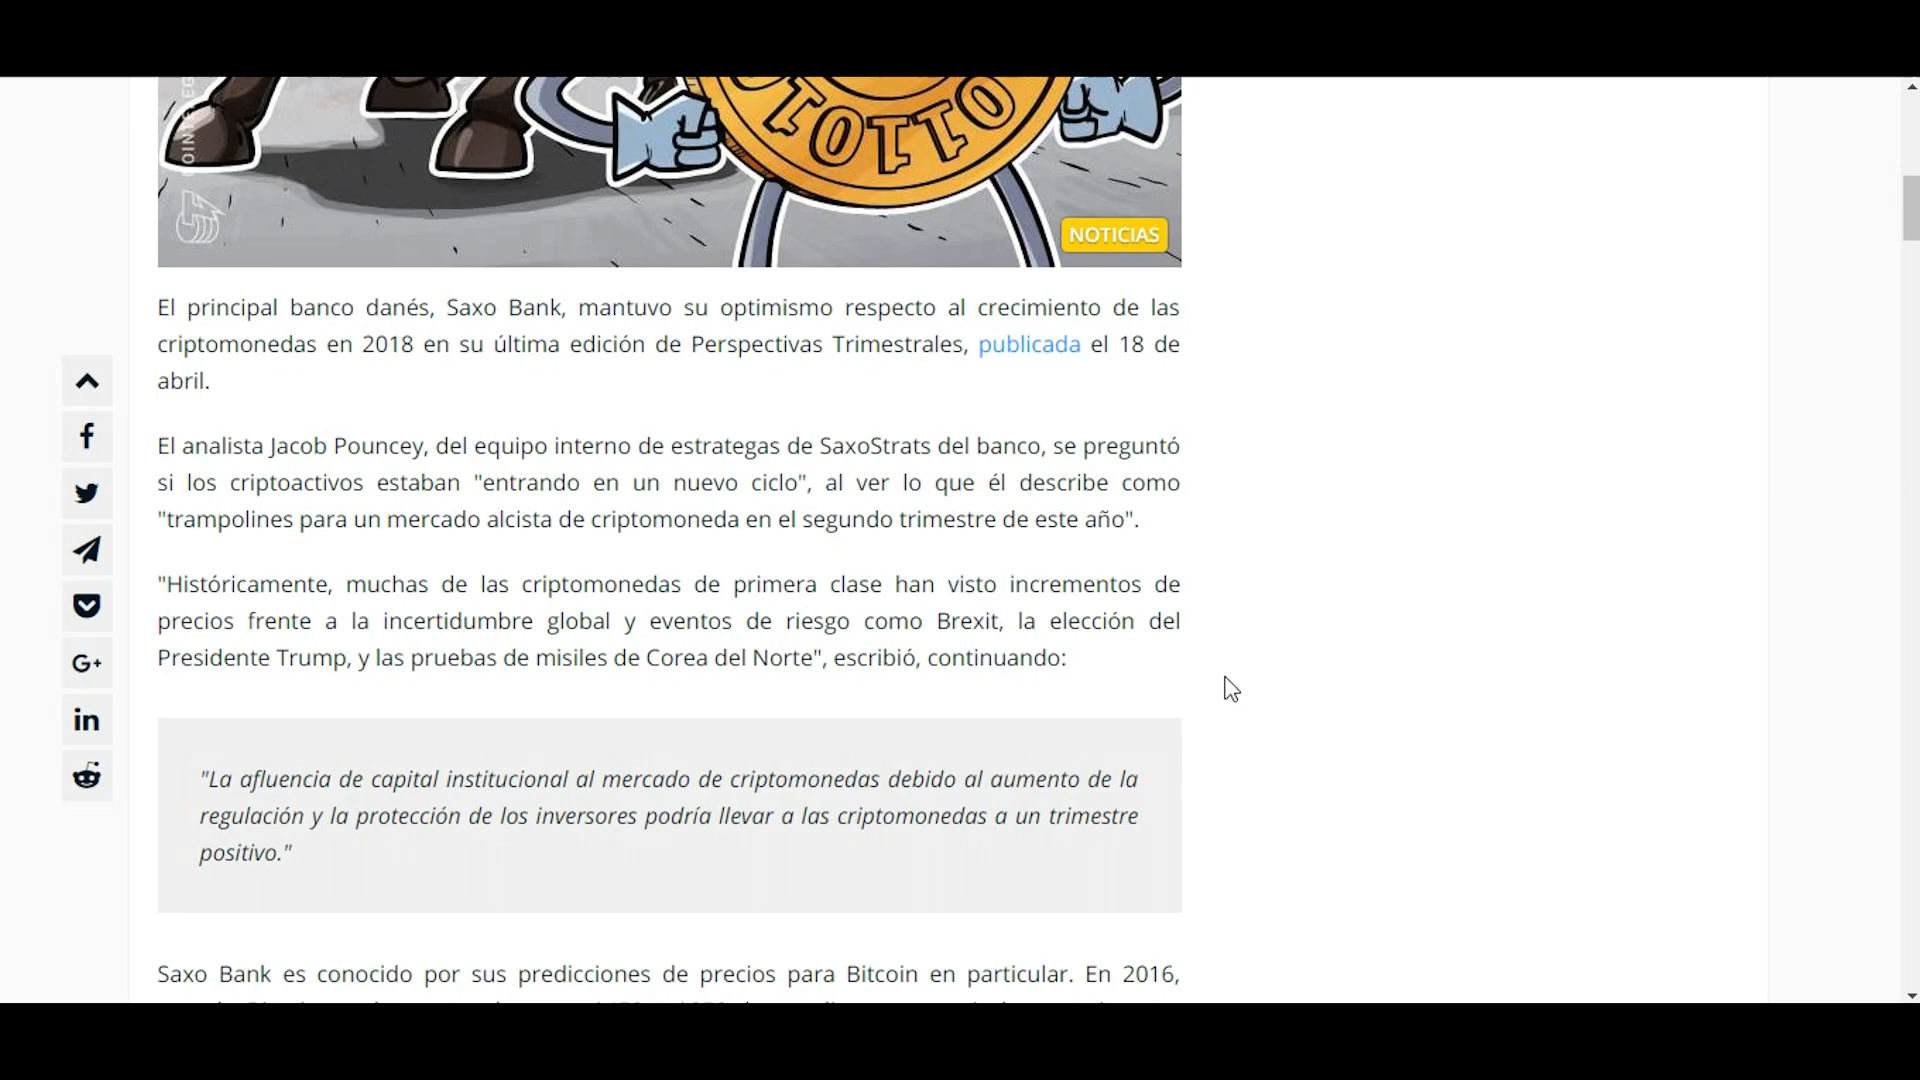 01101
NOTICIAS
El principal banco danés, Saxo Bank, mantuvo su optimismo respecto al crecimiento de las
criptomonedas en 2018 en su última edición de Perspectivas Trimestrales, publicada el 18 de
abril.
El analista Jacob Pouncey, del equipo interno de estrategas de SaxoStrats del banco, se preguntó
si los criptoactivos estaban "entrando en un nuevo ciclo", al ver lo que él describe como
"trampolines para un mercado alcista de criptomoneda en el segundo trimestre de este año".
"Históricamente, muchas de las criptomonedas de primera clase han visto incrementos de
precios frente a la incertidumbre global y eventos de riesgo como Brexit, la elección del
Presidente Trump, y las pruebas de misiles de Corea del Norte", escribió, continuando:
G+
in
"La afluencia de capital institucional al mercado de criptomonedas debido al aumento de la
regulación y la protección de los inversores podría llevar a las criptomonedas a un trimestre
positivo."
Saxo Bank es conocido por sus predicciones de precios para Bitcoin en particular. En 2016,